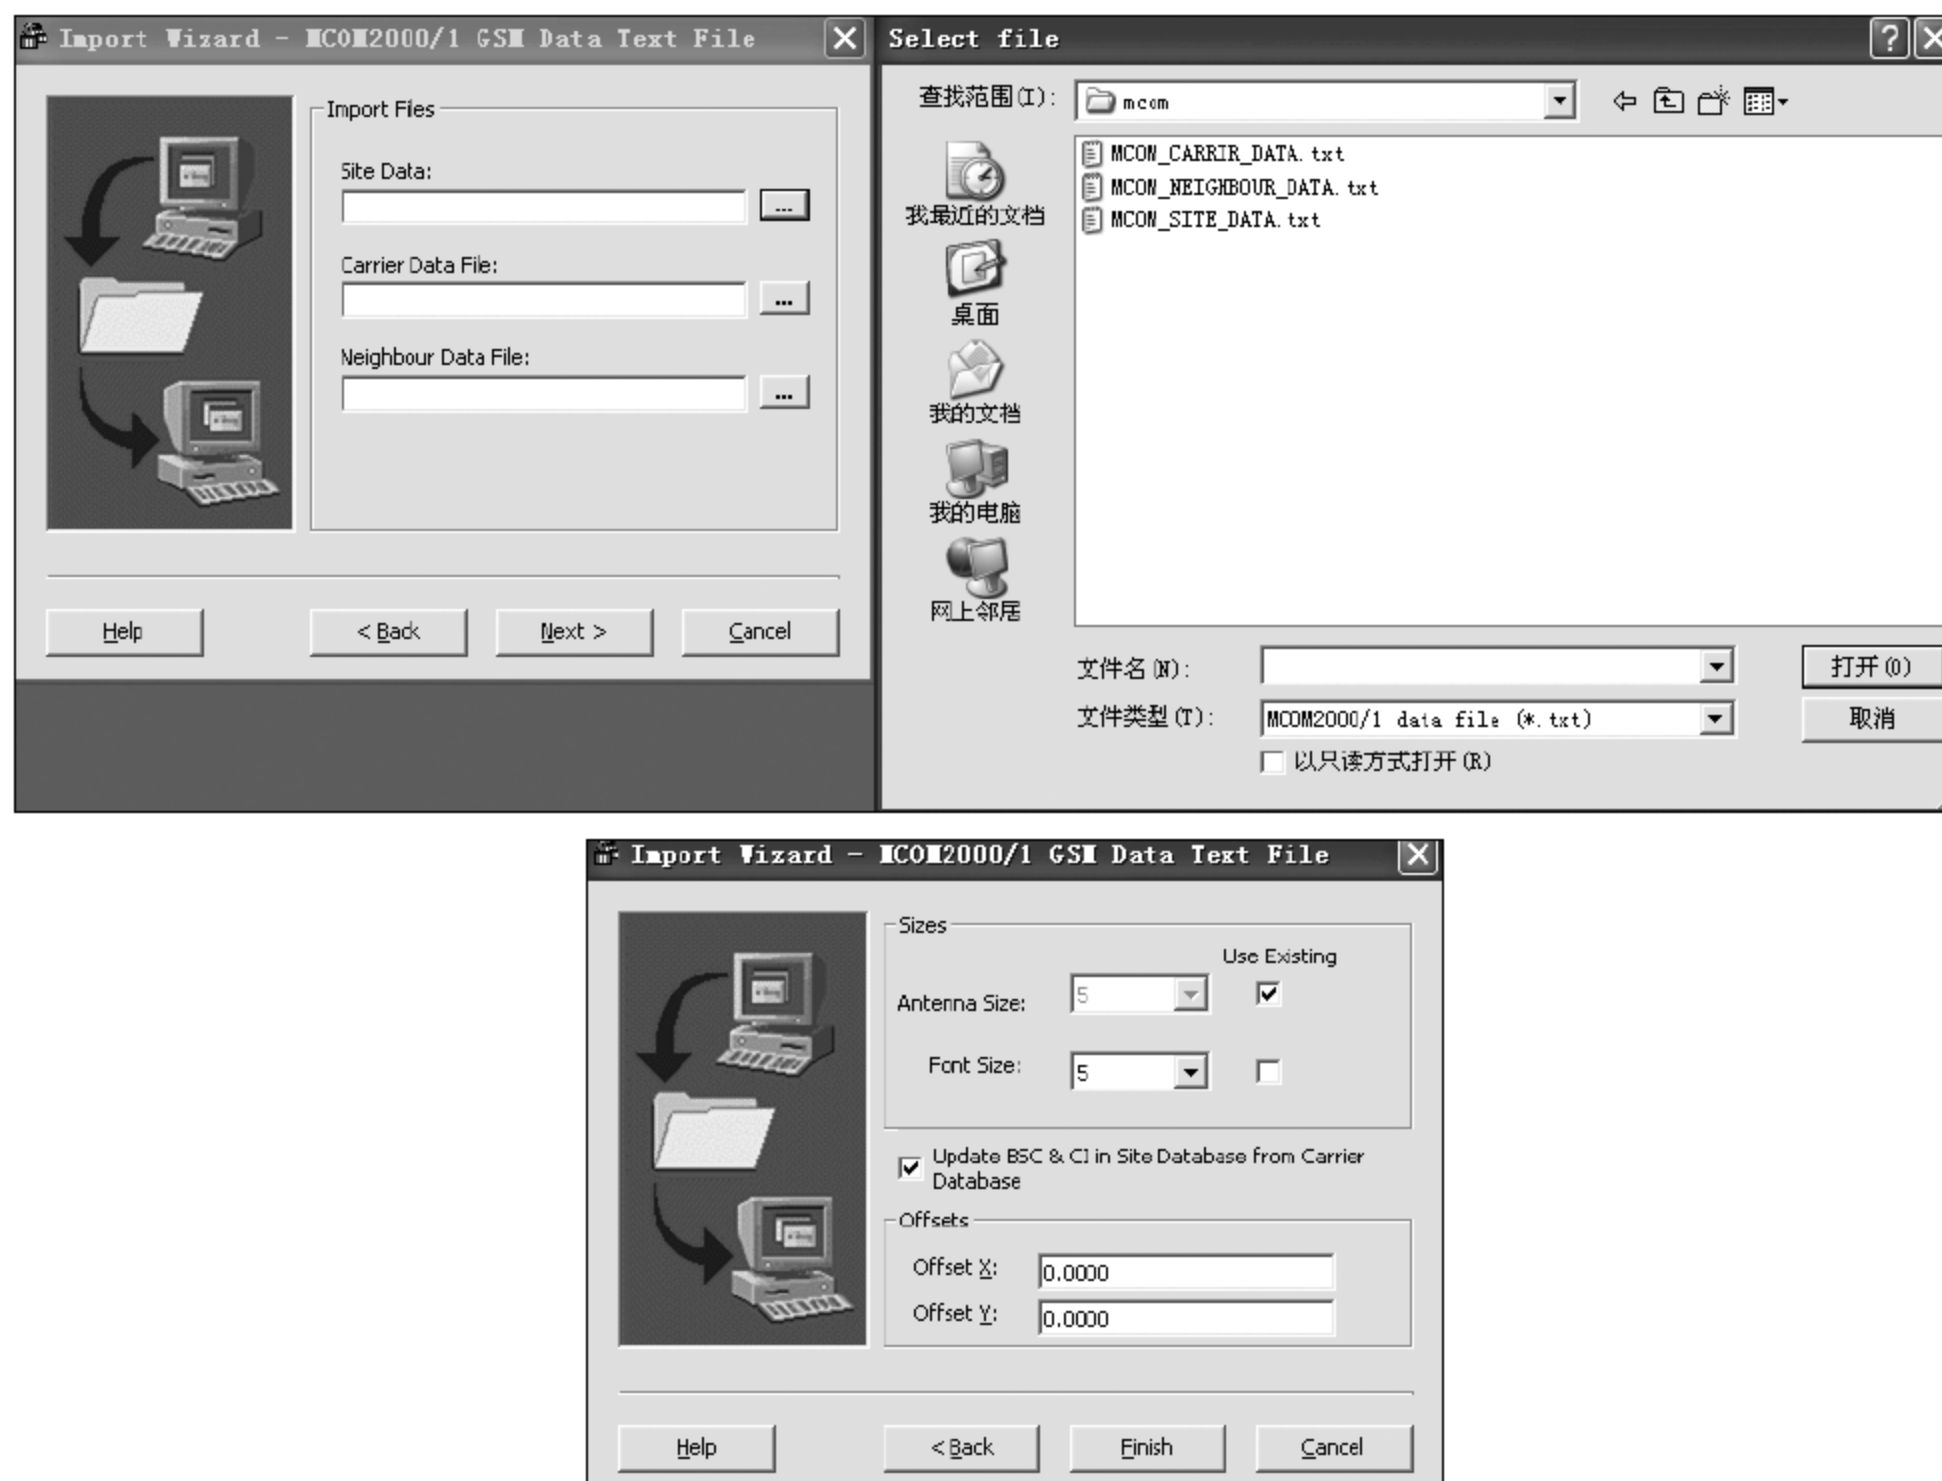 Import Wizard - MCOM2000/1 GSM Data Text File
Import Files
Site Data:
...
Carrier Data File:
...
Neighbour Data File:
...
Help
< Back
Next >
Cancel
Select file
查找范围(I):
mcom
MCOM_CARRIR_DATA.txt
MCOM_NEIGHBOUR_DATA.txt
MCOM_SITE_DATA.txt
我最近的文档
桌面
我的文档
我的电脑
网上邻居
文件名(N):
打开(O)
文件类型(T):
MCOM2000/1 data file (*.txt)
取消
以只读方式打开(R)
Import Wizard - MCOM2000/1 GSM Data Text File
Sizes
Use Existing
Antenna Size:
5
Font Size:
5
Update BSC & CI in Site Database from Carrier
Database
Offsets
Offset X:
0.0000
Offset Y:
0.0000
Help
< Back
Finish
Cancel